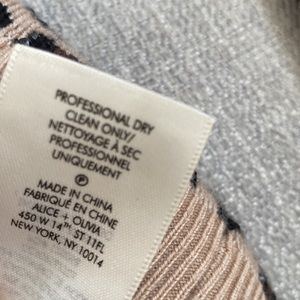 PROFESSIONAL DRY
CLEAN ONLY/
NETTOYAGE À SEC
PROFESSIONNEL
UNIQUEMENT
P
MADE IN CHINA
FABRIQUÉ EN CHINE
ALICE + OLIVIA
450 W 14TH ST 11FL
NEW YORK, NY 10014